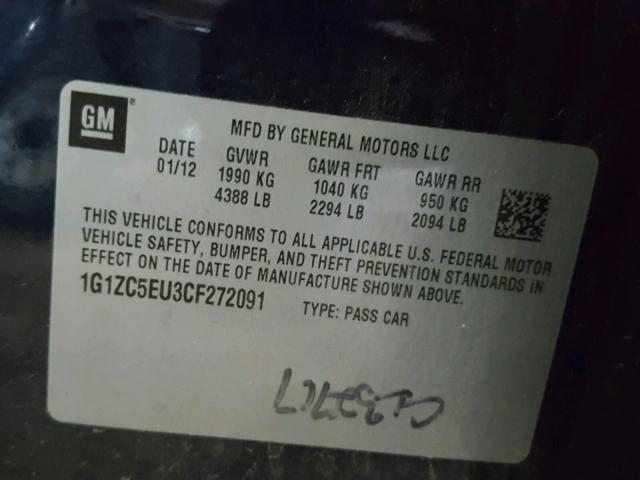 GM
MFD BY GENERAL MOTORS LLC
DATE GVWR GAWR FRT GAWR RR
01/12 1990 KG 1040 KG 950 KG
4388 LB 2294 LB 2094 LB
THIS VEHICLE CONFORMS TO ALL APPLICABLE U.S. FEDERAL MOTOR
VEHICLE SAFETY, BUMPER, AND THEFT PREVENTION STANDARDS IN
EFFECT ON THE DATE OF MANUFACTURE SHOWN ABOVE.
1G1ZC5EU3CF272091 TYPE: PASS CAR